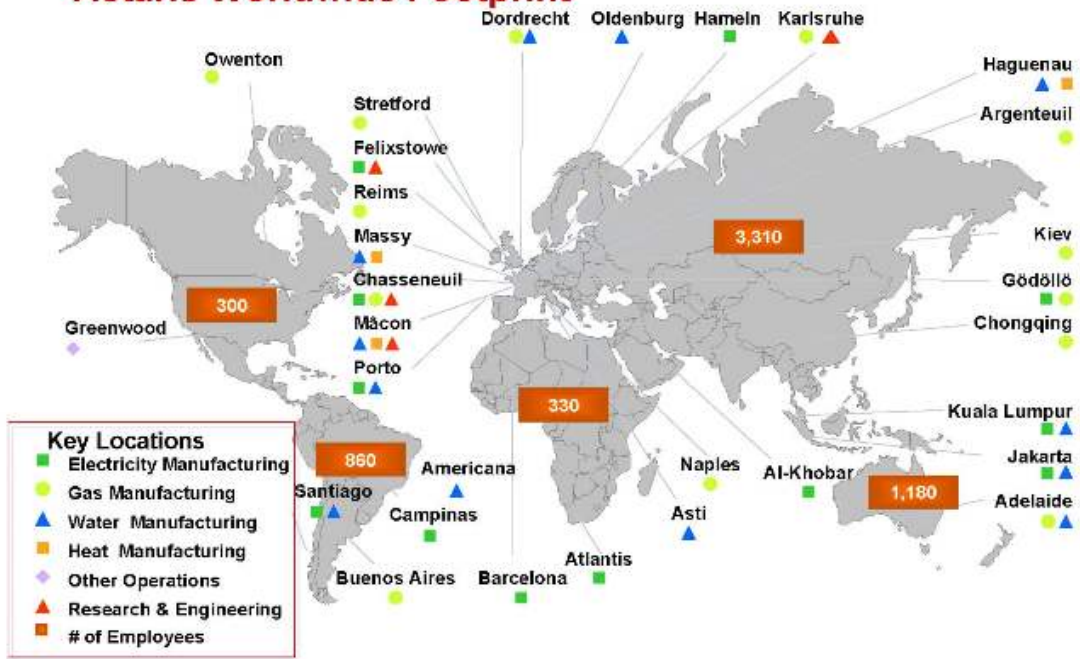 Dordrecht Oldenburg Hameln Karlsruhe
Owenton
Haguenau
Stretford
Argenteuil
Felixstowe
Reims
Massy
3,310
Kiev
Chasseneuil
Gödöllö
300
Greenwood
Mâcon
Chongqing
Porto
330
Kuala Lumpur
Key Locations
Electricity Manufacturing
Gas Manufacturing
Water Manufacturing
Heat Manufacturing
Other Operations
Research & Engineering
# of Employees
860
Americana
Naples
Al-Khobar
Jakarta
1,180
Santiago
Campinas
Asti
Adelaide
Atlantis
Buenos Aires
Barcelona